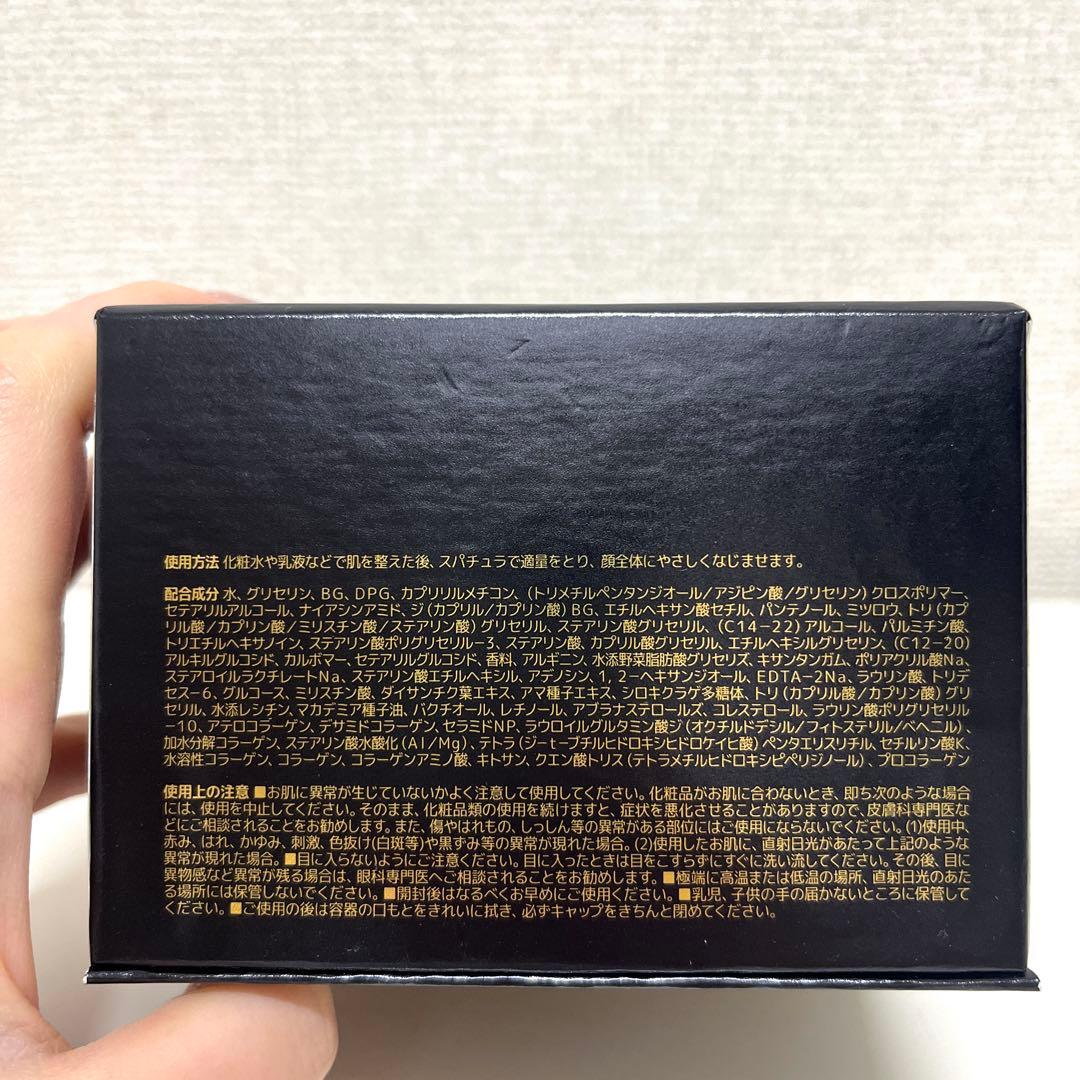 使用方法 化粧水や乳液などで肌を整えた後、スパチュラで適量をとり、顔全体にやさしくなじませます。
配合成分 水、グリセリン、BG、DPG、カプリリルメチコン、(トリメチルペンタンジオール/アジピン酸/グリセリン)クロスポリマー、
セテアリルアルコール、ナイアシンアミド、ジ(カプリル/カプリン酸)BG、エチルヘキサン酸セチル、パンテノール、ミツロウ、トリ(カプ
リル酸/カプリン酸/ミリスチン酸/ステアリン酸)グリセリル、ステアリン酸グリセリル、(C14-22)アルコール、パルミチン酸、
トリエチルヘキサノイン、ステアリン酸ポリグリセリル-3、ステアリン酸、カプリル酸グリセリル、エチルヘキシルグリセリン、(C12-20)
アルキルグルコシド、カルボマー、セテアリルグルコシド、香料、アルギニン、水添野菜脂肪酸グリセリズ、キサンタンガム、ポリアクリル酸Na、
ステアロイルラクチレートNa、ステアリン酸エチルヘキシル、アデノシン、1,2-ヘキサンジオール、EDTA-2Na、ラウリン酸、トリデ
セス-6、グルコース、ミリスチン酸、ダイサンチク葉エキス、アマ種子エキス、シロキクラゲ多糖体、トリ(カプリル酸/カプリン酸)グリ
セリル、水添レシチン、マカデミア種子油、バクチオール、レチノール、アブラナステロールズ、コレステロール、ラウリン酸ポリグリセリル
-10、アテロコラーゲン、デサミドコラーゲン、セラミドNP、ラウロイルグルタミン酸ジ(オクチルドデシル/フィトステリル/ベヘニル)、
加水分解コラーゲン、ステアリン酸水酸化(Al/Mg)、テトラ(ジ-t-ブチルヒドロキシヒドロケイヒ酸)ペンタエリスリチル、セチルリン酸K、
水溶性コラーゲン、コラーゲン、コラーゲンアミノ酸、キトサン、クエン酸トリス(テトラメチルヒドロキシピペリジノール)、プロコラーゲン
使用上の注意 ■お肌に異常が生じていないかよく注意して使用してください。化粧品がお肌に合わないとき、即ち次のような場合
には、使用を中止してください。そのまま、化粧品類の使用を続けますと、症状を悪化させることがありますので、皮膚科専門医な
どにご相談されることをお勧めします。また、傷やはれもの、しっしん等の異常がある部位にはご使用にならないでください。(1)使用中、
赤み、はれ、かゆみ、刺激、色抜け(白斑等)や黒ずみ等の異常が現れた場合。(2)使用したお肌に、直射日光があたって上記のような
異常が現れた場合。■目に入らないようにご注意ください。目に入ったときは目をこすらずにすぐに洗い流してください。その後、目に
異物感など異常が残る場合は、眼科専門医へご相談されることをお勧めします。■極端に高温または低温の場所、直射日光のあた
る場所には保管しないでください。■開封後はなるべくお早めにご使用ください。■乳児、子供の手の届かないところに保管して
ください。■ご使用の後は容器の口もとをきれいに拭き、必ずキャップをきちんと閉めてください。